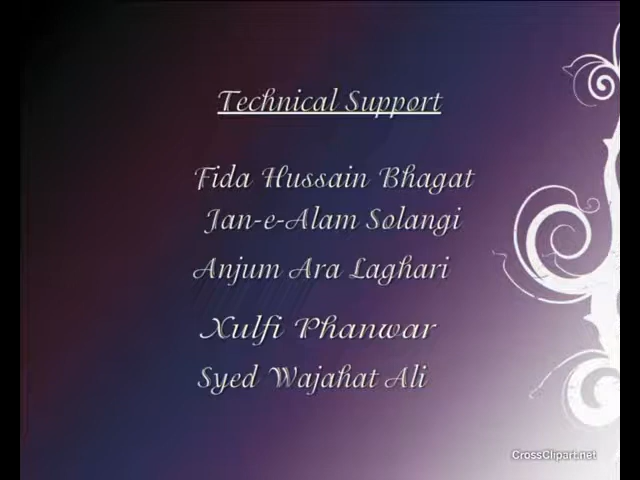 Technical Support
Fida Hussain Bhagat
Jan-e-Alam Solangi
Anjum Ara Laghari
Xulfi Phanwar
Syed Wajahat Ali
CrossClipart.net